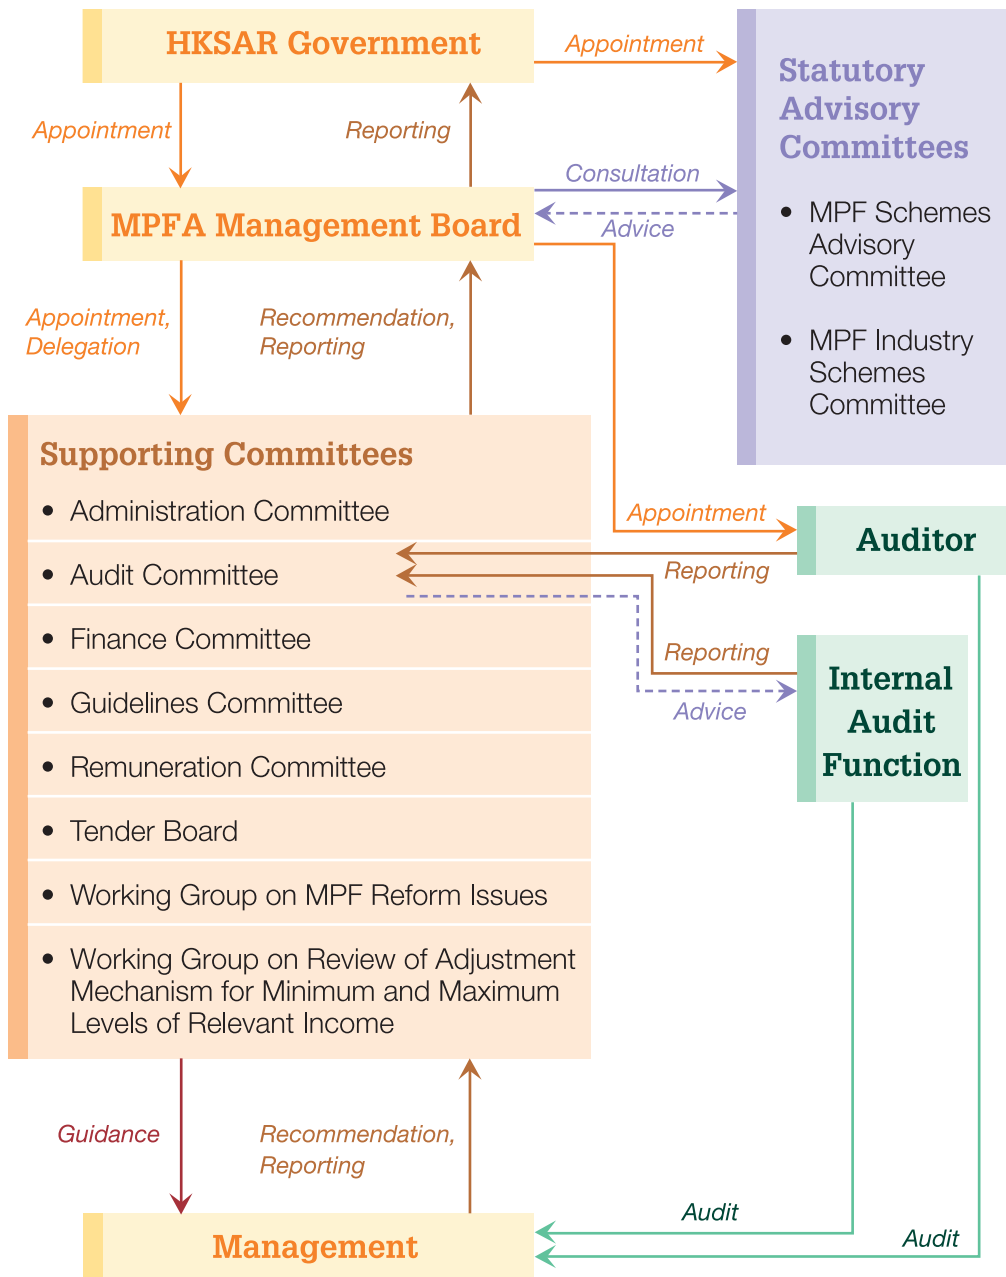 HKSAR Government
Appointment
Statutory
Advisory
Committees
Appointment
Reporting
Consultation
MPFA Management Board
Advice
• MPF Schemes
Advisory
Committee
• MPF Industry
Schemes
Committee
Appointment,
Delegation
Recommendation,
Reporting
Supporting Committees
• Administration Committee
• Audit Committee
• Finance Committee
• Guidelines Committee
• Remuneration Committee
• Tender Board
• Working Group on MPF Reform Issues
• Working Group on Review of Adjustment
Mechanism for Minimum and Maximum
Levels of Relevant Income
Appointment
Auditor
Reporting
Reporting
Advice
Internal
Audit
Function
Guidance
Recommendation,
Reporting
Audit
Audit
Management